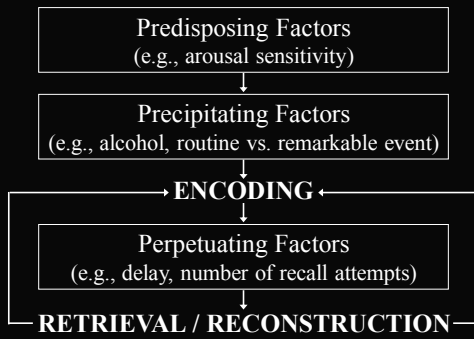 Predisposing Factors
(e.g., arousal sensitivity)
Precipitating Factors
(e.g., alcohol, routine vs. remarkable event)
ENCODING
Perpetuating Factors
(e.g., delay, number of recall attempts)
RETRIEVAL / RECONSTRUCTION